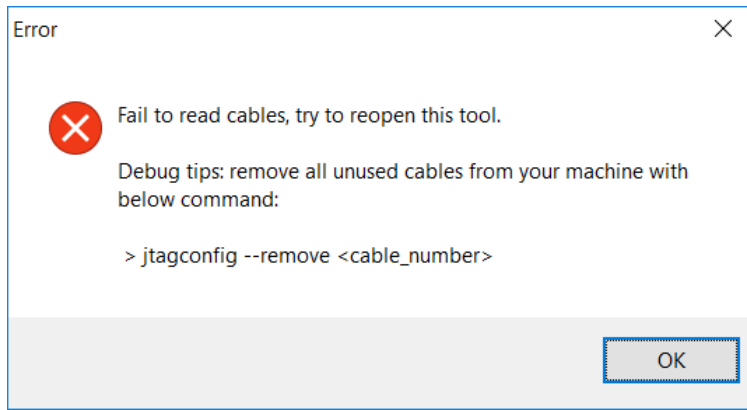 Error
Fail to read cables, try to reopen this tool.
Debug tips: remove all unused cables from your machine with
below command:
> jtagconfig --remove <cable_number>
OK